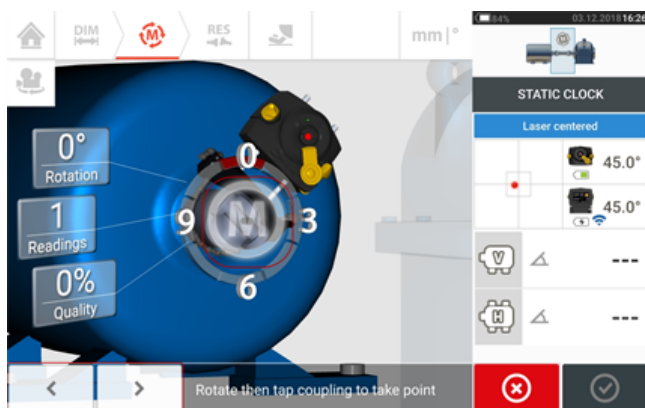 DIM
M
RES
mm | °
84%
03.12.2018 16:26
M
STATIC CLOCK
Laser centered
45.0°
45.0°
0°
Rotation
1
Readings
0%
Quality
0
3
6
9
M
V
---
H
---
Rotate then tap coupling to take point